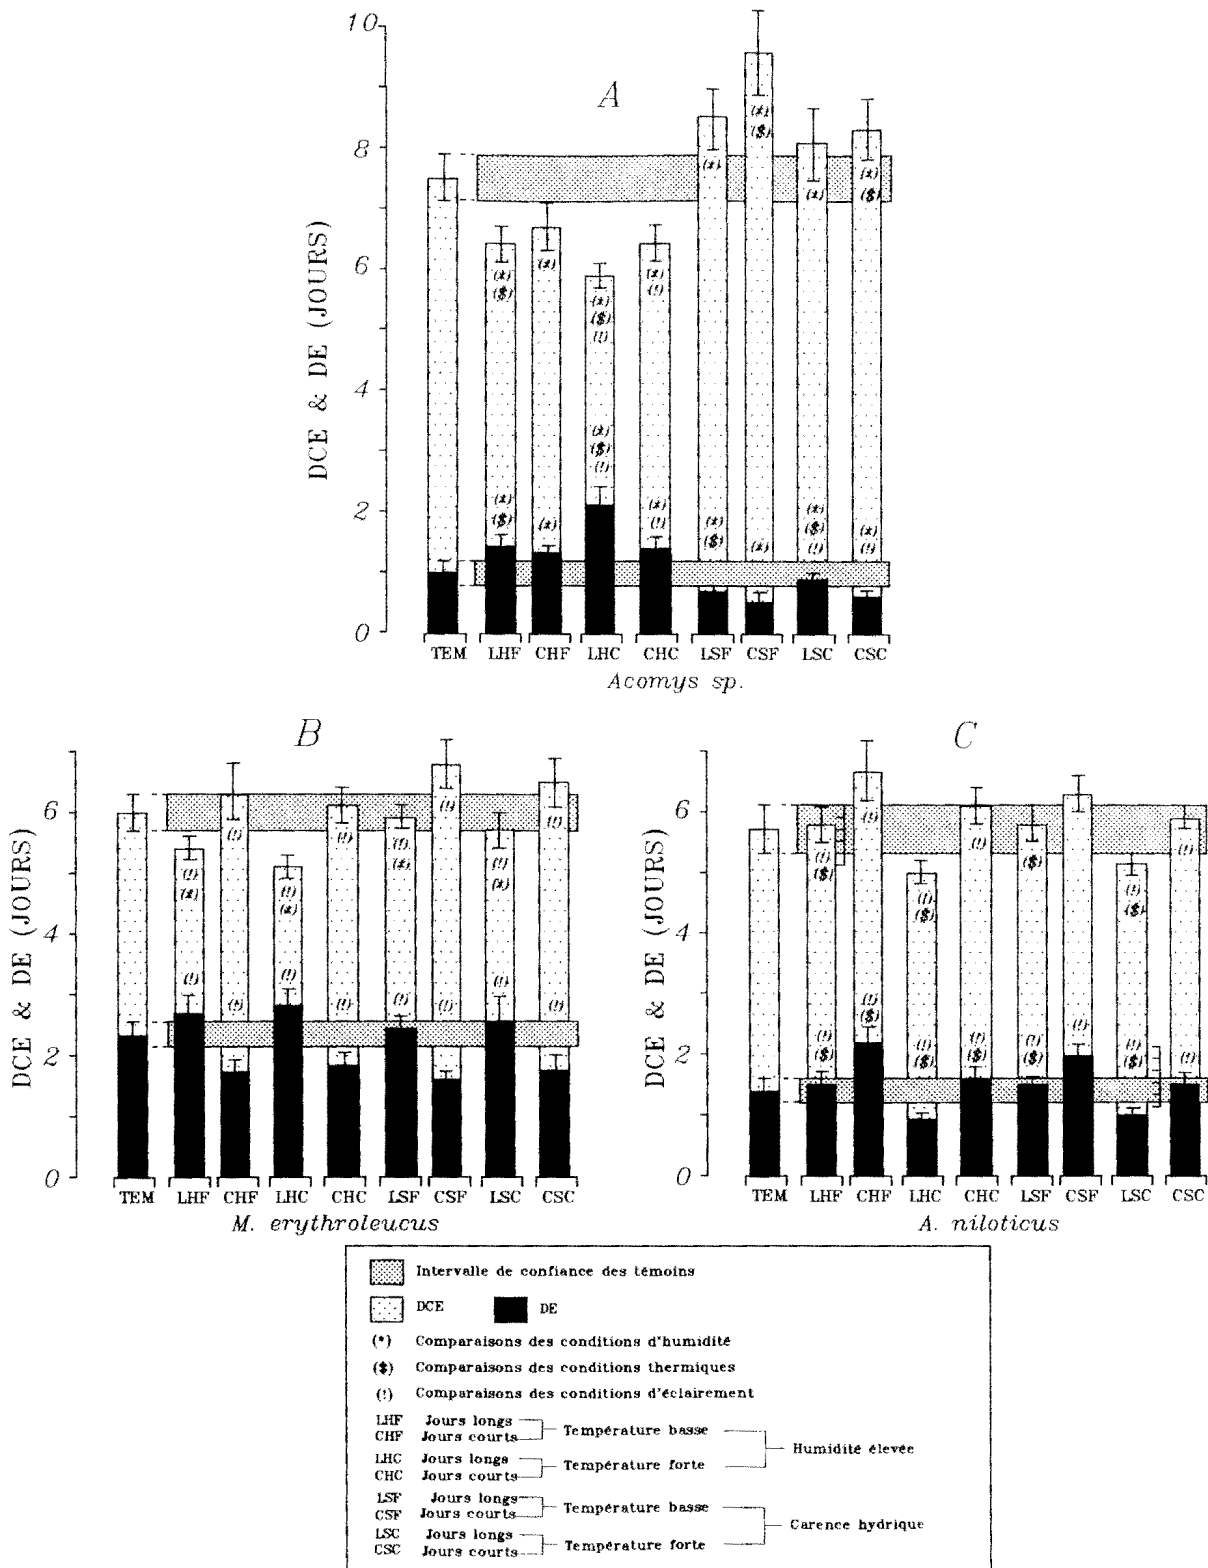 A
DCE & DE (JOURS)
10
8
6
4
2
0
(*) (*) ($)
(*) (*) (*) ($)
(*) ($) (*) (*) ($) (!) (*) (!)
(*) ($) (!)
(*) ($) (*) (*) (!) (*) ($) (*) (*) ($) (!) (*) (!)
TEM LHF CHF LHC CHC LSF CSF LSC CSC
Acomys sp.
B
DCE & DE (JOURS)
6
4
2
0
(!) (*) (!) (!) (*) (!) (!) (*) (!) (!) (*) (!)
(!) (!) (!) (!) (!) (!) (!) (!)
TEM LHF CHF LHC CHC LSF CSF LSC CSC
M. erythroleucus
C
DCE & DE (JOURS)
6
4
2
0
(!) ($) (!) (!) ($) (!) ($) (!) ($) (!)
(!) ($) (!) ($) (!) ($) (!) ($) (!) ($) (!) (!) ($) (!)
TEM LHF CHF LHC CHC LSF CSF LSC CSC
A. niloticus
Intervalle de confiance des témoins
DCE DE
(*) Comparaisons des conditions d'humidité
($) Comparaisons des conditions thermiques
(!) Comparaisons des conditions d'éclairement
LHF Jours longs
CHF Jours courts
Température basse
LHC Jours longs
CHC Jours courts
Température forte
Humidité élevée
LSF Jours longs
CSF Jours courts
Température basse
LSC Jours longs
CSC Jours courts
Température forte
Carence hydrique